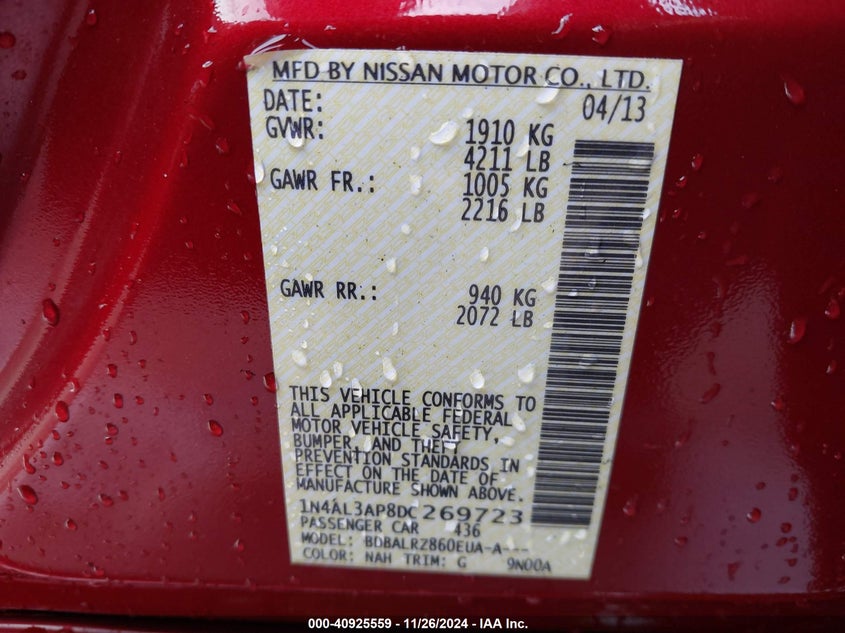 MFD BY NISSAN MOTOR CO., LTD.
DATE: 04/13
GVWR: 1910 KG
4211 LB
GAWR FR.: 1005 KG
2216 LB
GAWR RR.: 940 KG
2072 LB
THIS VEHICLE CONFORMS TO
ALL APPLICABLE FEDERAL
MOTOR VEHICLE SAFETY,
BUMPER, AND THEFT
PREVENTION STANDARDS IN
EFFECT ON THE DATE OF
MANUFACTURE SHOWN ABOVE.
1N4AL3AP8DC269723
PASSENGER CAR 436
MODEL: BDBALRZ860EUA-A---
COLOR: NAH TRIM: G 9N00A
000-40925559 — 11/26/2024 — IAA Inc.